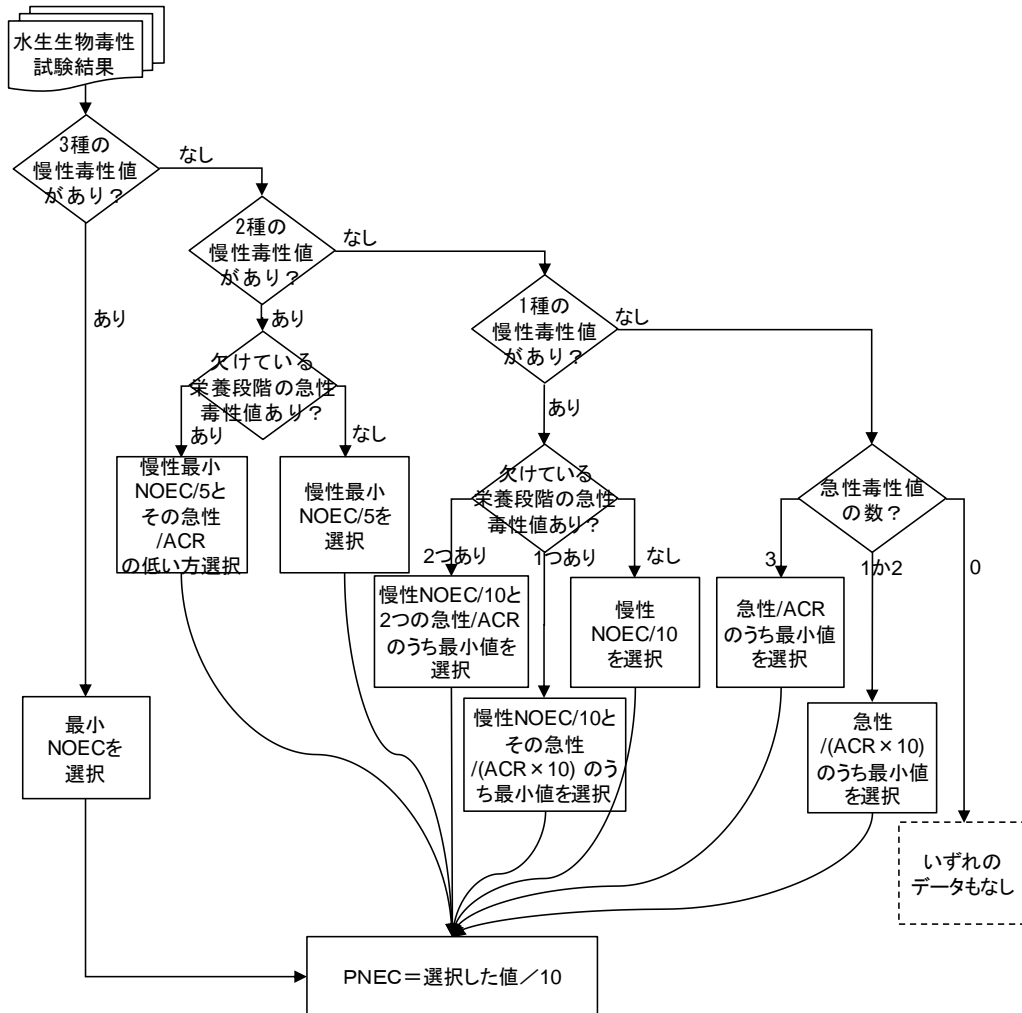 水生生物毒性
試験結果
3種の
慢性毒性値
があり？
なし
あり
2種の
慢性毒性値
があり？
なし
あり
欠けている
栄養段階の急性
毒性値あり？
あり
なし
慢性最小
NOEC/5と
その急性
/ACR
の低い方選択
慢性最小
NOEC/5を
選択
1種の
慢性毒性値
があり？
なし
あり
欠けている
栄養段階の急性
毒性値あり？
2つあり
1つあり
なし
慢性NOEC/10と
2つの急性/ACR
のうち最小値を
選択
慢性NOEC/10と
その急性
/(ACR×10) のう
ち最小値を選択
慢性
NOEC/10
を選択
急性毒性値
の数？
3
1か2
0
急性/ACR
のうち最小値
を選択
急性
/(ACR×10)
のうち最小値
を選択
いずれの
データもなし
最小
NOECを
選択
PNEC＝選択した値／10